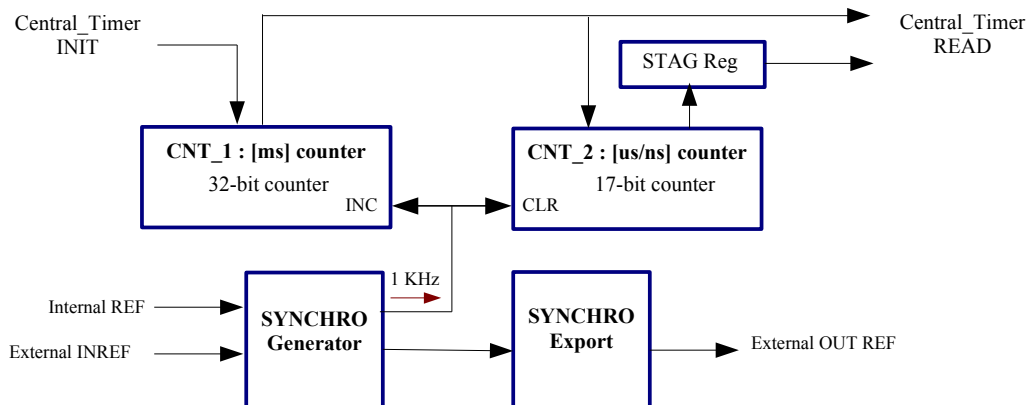 Central_Timer
INIT
Central_Timer
READ
STAG Reg
CNT_1 : [ms] counter
32-bit counter
INC
CNT_2 : [us/ns] counter
17-bit counter
CLR
1 KHz
Internal REF
External INREF
SYNCHRO
Generator
SYNCHRO
Export
External OUT REF